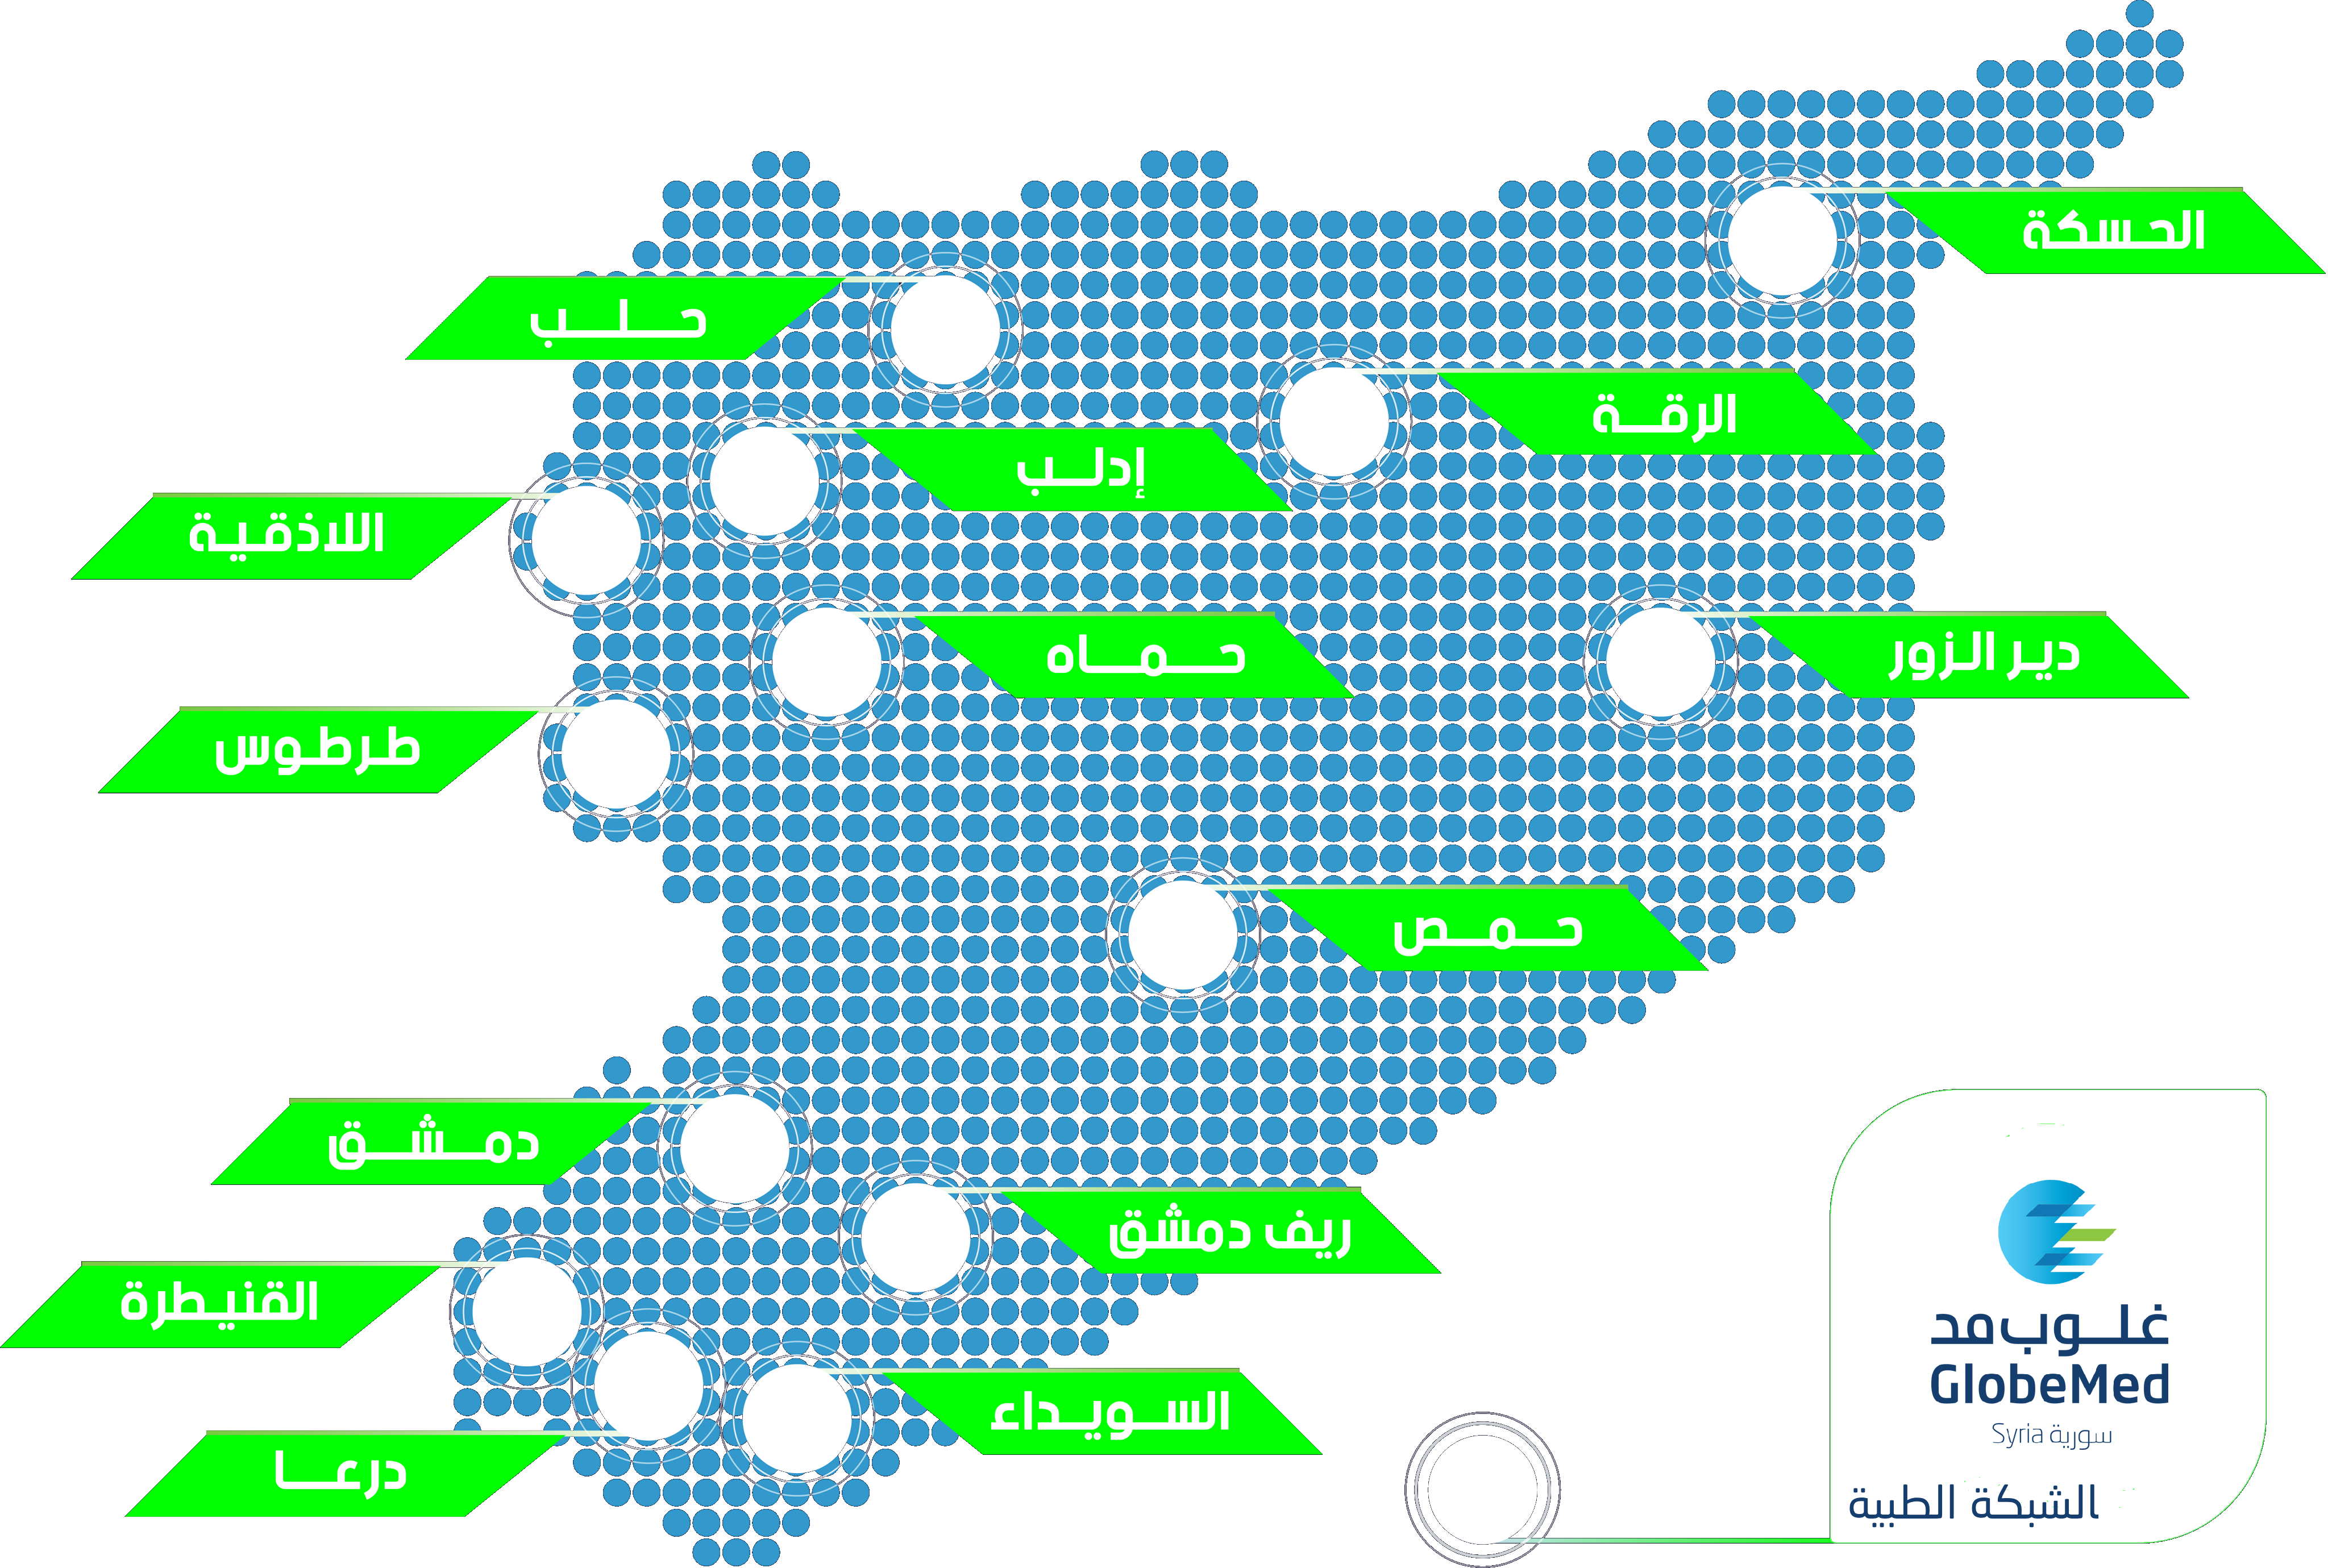 الحسكة
حلب
الرقة
إدلب
اللاذقية
حماه
دير الزور
طرطوس
حمص
دمشق
ريف دمشق
القنيطرة
السويداء
درعا
غلوب مد
GlobeMed
Syria سورية
الشبكة الطبية